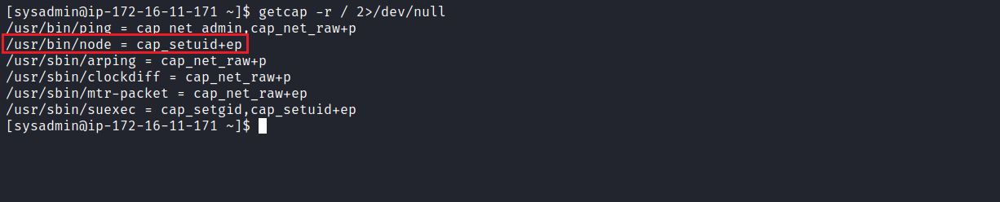 [sysadmin@ip-172-16-11-171 ~]$ getcap -r / 2>/dev/null
/usr/bin/ping = cap_net_admin,cap_net_raw+p
/usr/bin/node = cap_setuid+ep
/usr/sbin/arping = cap_net_raw+p
/usr/sbin/clockdiff = cap_net_raw+p
/usr/sbin/mtr-packet = cap_net_raw+ep
/usr/sbin/suexec = cap_setgid,cap_setuid+ep
[sysadmin@ip-172-16-11-171 ~]$